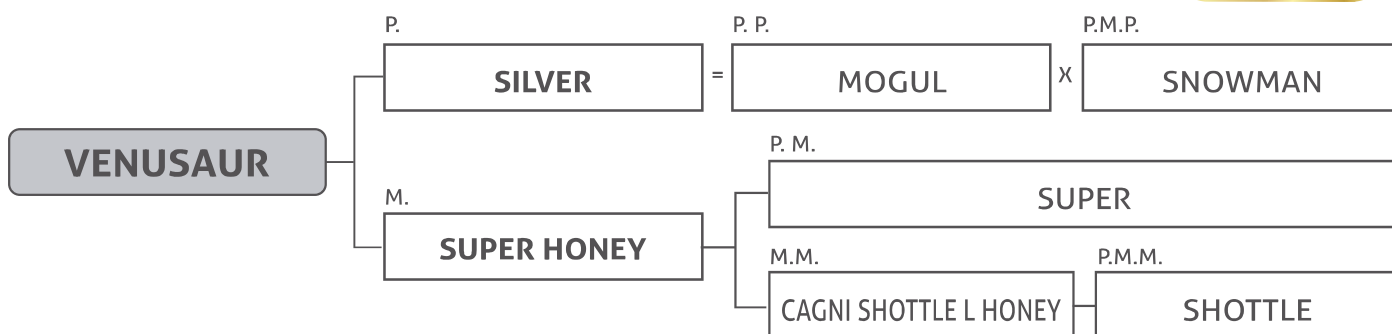 P. P. P. P.M.P.
SILVER = MOGUL X SNOWMAN
P. M.
VENUSAUR
SUPER
M.
SUPER HONEY
M.M. P.M.M.
CAGNI SHOTTLE L HONEY SHOTTLE